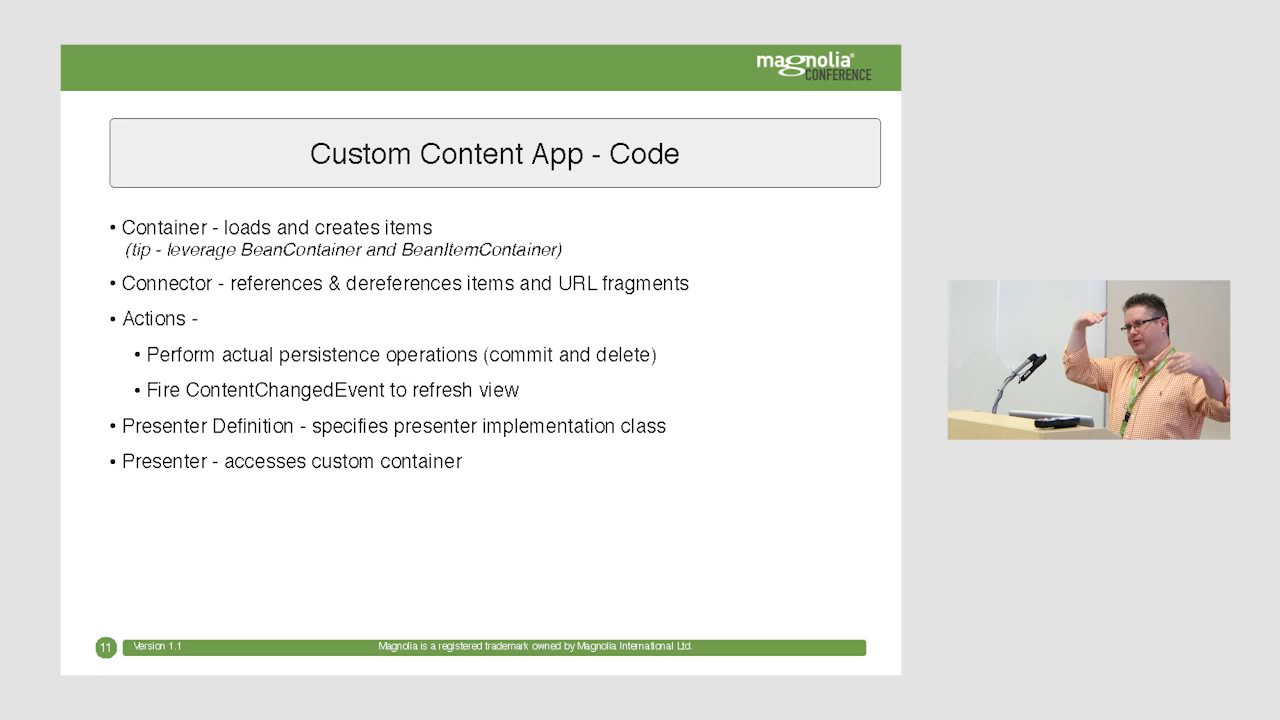 magnolia®
CONFERENCE
Custom Content App - Code
• Container - loads and creates items
(tip - leverage BeanContainer and BeanItemContainer)
• Connector - references & dereferences items and URL fragments
• Actions -
• Perform actual persistence operations (commit and delete)
• Fire ContentChangedEvent to refresh view
• Presenter Definition - specifies presenter implementation class
• Presenter - accesses custom container
11 Version 1.1 Magnolia is a registered trademark owned by Magnolia International Ltd.